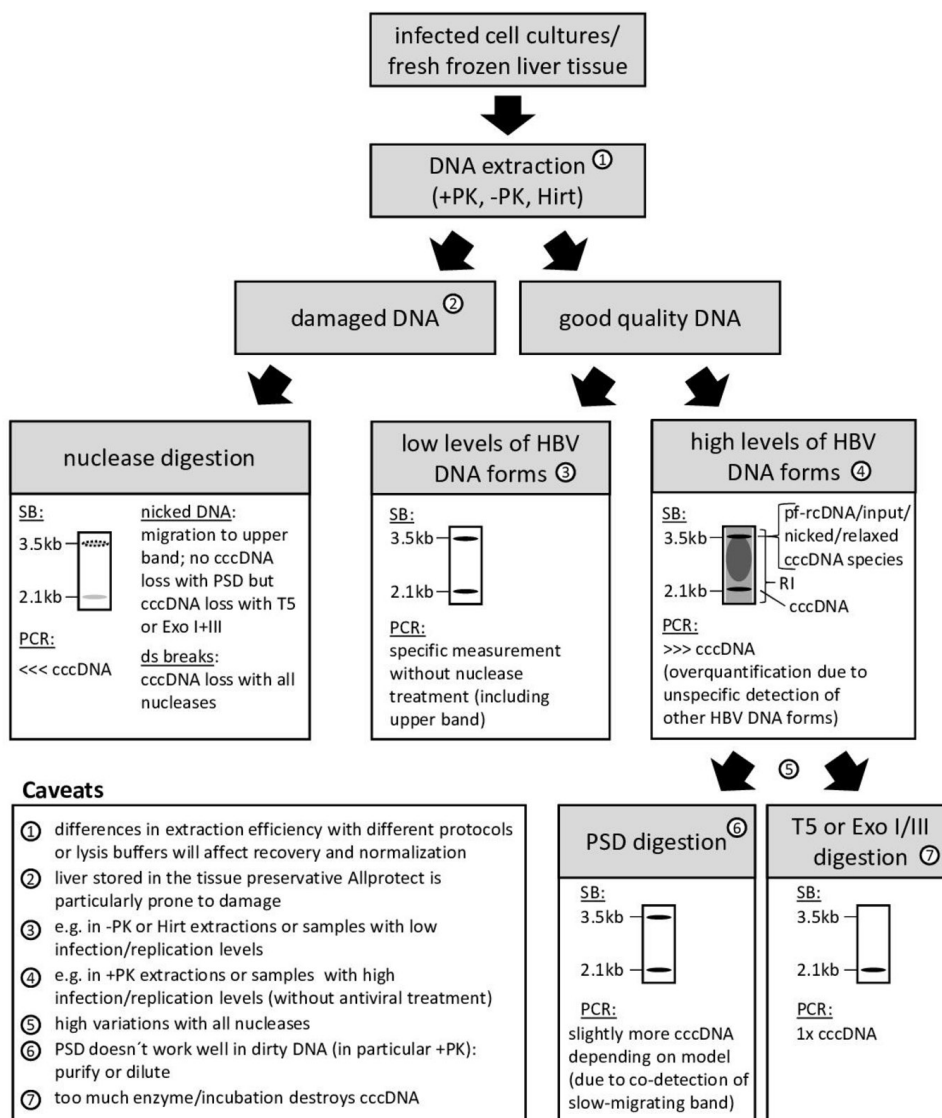 infected cell cultures/
fresh frozen liver tissue
DNA extraction ①
(+PK, -PK, Hirt)
damaged DNA ②
good quality DNA
nuclease digestion
SB:
3.5kb
2.1kb
PCR:
<<< cccDNA
nicked DNA:
migration to upper
band; no cccDNA
loss with PSD but
cccDNA loss with T5
or Exo I+III
ds breaks:
cccDNA loss with all
nucleases
low levels of HBV
DNA forms ③
SB:
3.5kb
2.1kb
PCR:
specific measurement
without nuclease
treatment (including
upper band)
high levels of HBV
DNA forms ④
SB:
3.5kb
2.1kb
pf-rcDNA/input/
nicked/relaxed
cccDNA species
RI
cccDNA
PCR:
>>> cccDNA
(overquantification due to
unspecific detection of
other HBV DNA forms)
⑤
PSD digestion ⑥
SB:
3.5kb
2.1kb
PCR:
slightly more cccDNA
depending on model
(due to co-detection of
slow-migrating band)
T5 or Exo I/III
digestion ⑦
SB:
3.5kb
2.1kb
PCR:
1x cccDNA
Caveats
① differences in extraction efficiency with different protocols
or lysis buffers will affect recovery and normalization
② liver stored in the tissue preservative Allprotect is
particularly prone to damage
③ e.g. in -PK or Hirt extractions or samples with low
infection/replication levels
④ e.g. in +PK extractions or samples with high
infection/replication levels (without antiviral treatment)
⑤ high variations with all nucleases
⑥ PSD doesn´t work well in dirty DNA (in particular +PK):
purify or dilute
⑦ too much enzyme/incubation destroys cccDNA